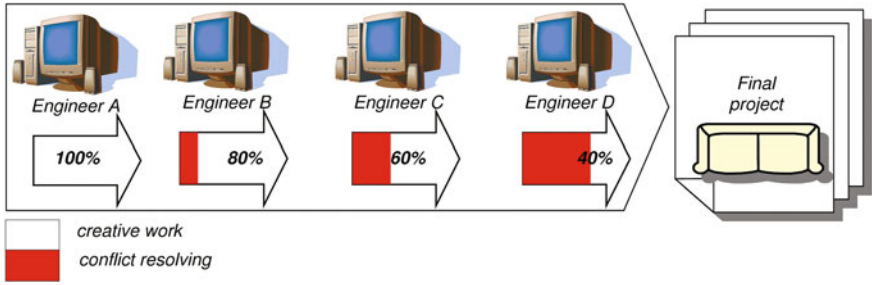 Engineer A
Engineer B
Engineer C
Engineer D
100%
80%
60%
40%
Final
project
creative work
conflict resolving